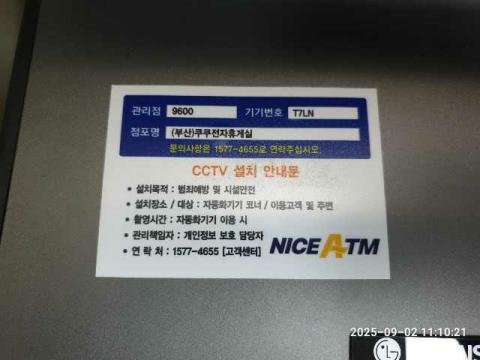 관리점 9600 기기번호 T7LN
점포명 (부산)쿠쿠전자휴게실
문의사항은 1577-4655로 연락주십시오.
CCTV 설치 안내문
• 설치목적 : 범죄예방 및 시설안전
• 설치장소 / 대상 : 자동화기기 코너 / 이용고객 및 주변
• 촬영시간 : 자동화기기 이용 시
• 관리책임자 : 개인정보 보호 담당자
• 연 락 처 : 1577-4655 [고객센터]
NICE ATM
2025-09-02 11:10:21
LG